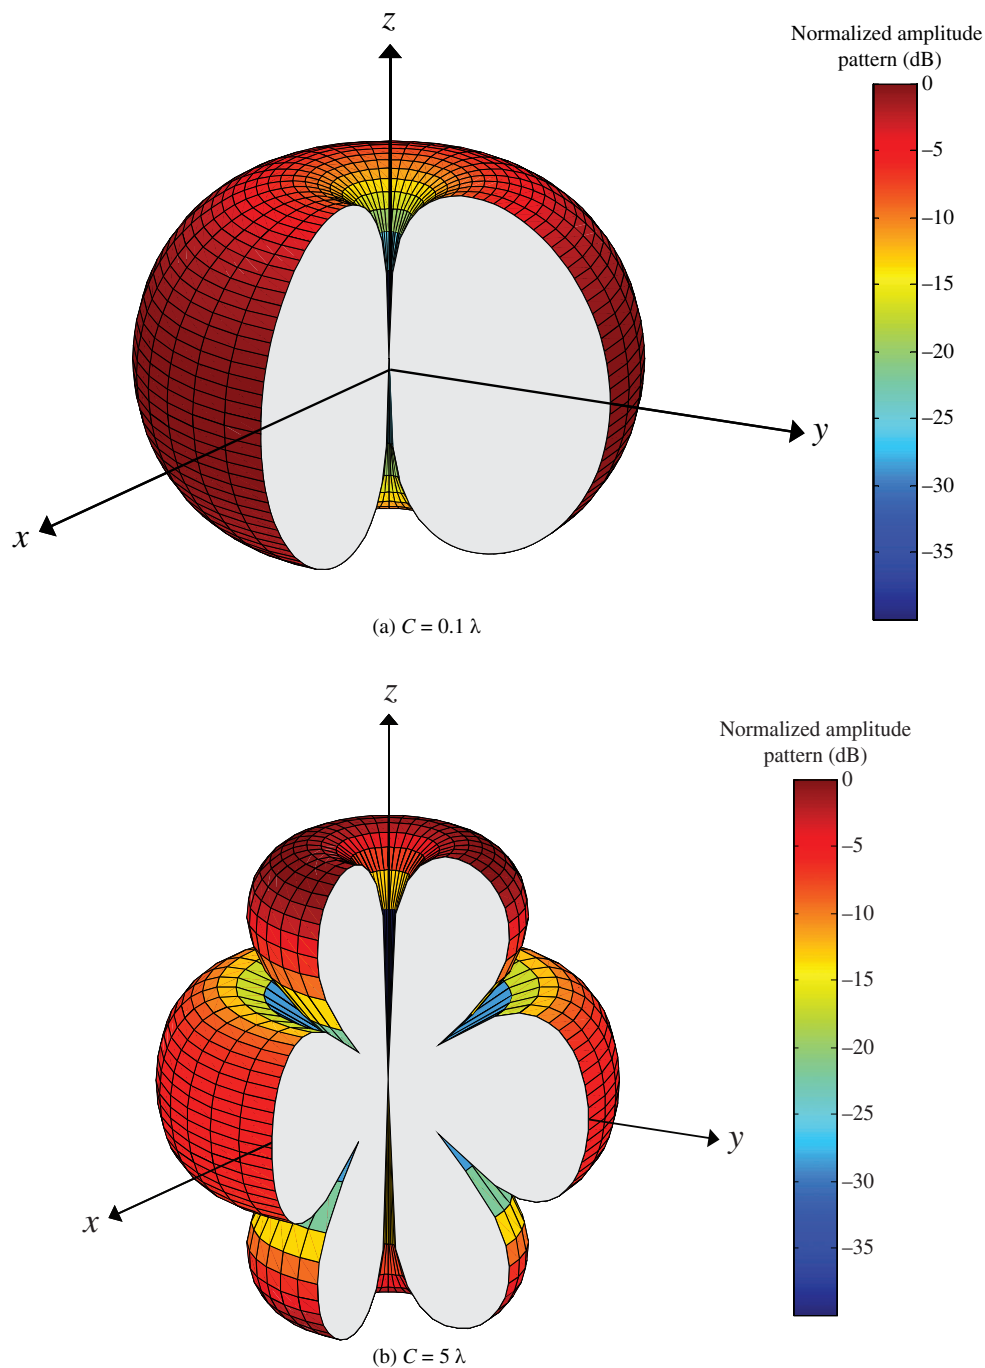 z
Normalized amplitude
pattern (dB)
0
–5
–10
–15
–20
–25
–30
–35
y
x
(a) C = 0.1 λ
z
Normalized amplitude
pattern (dB)
0
–5
–10
–15
–20
–25
–30
–35
y
x
(b) C = 5 λ